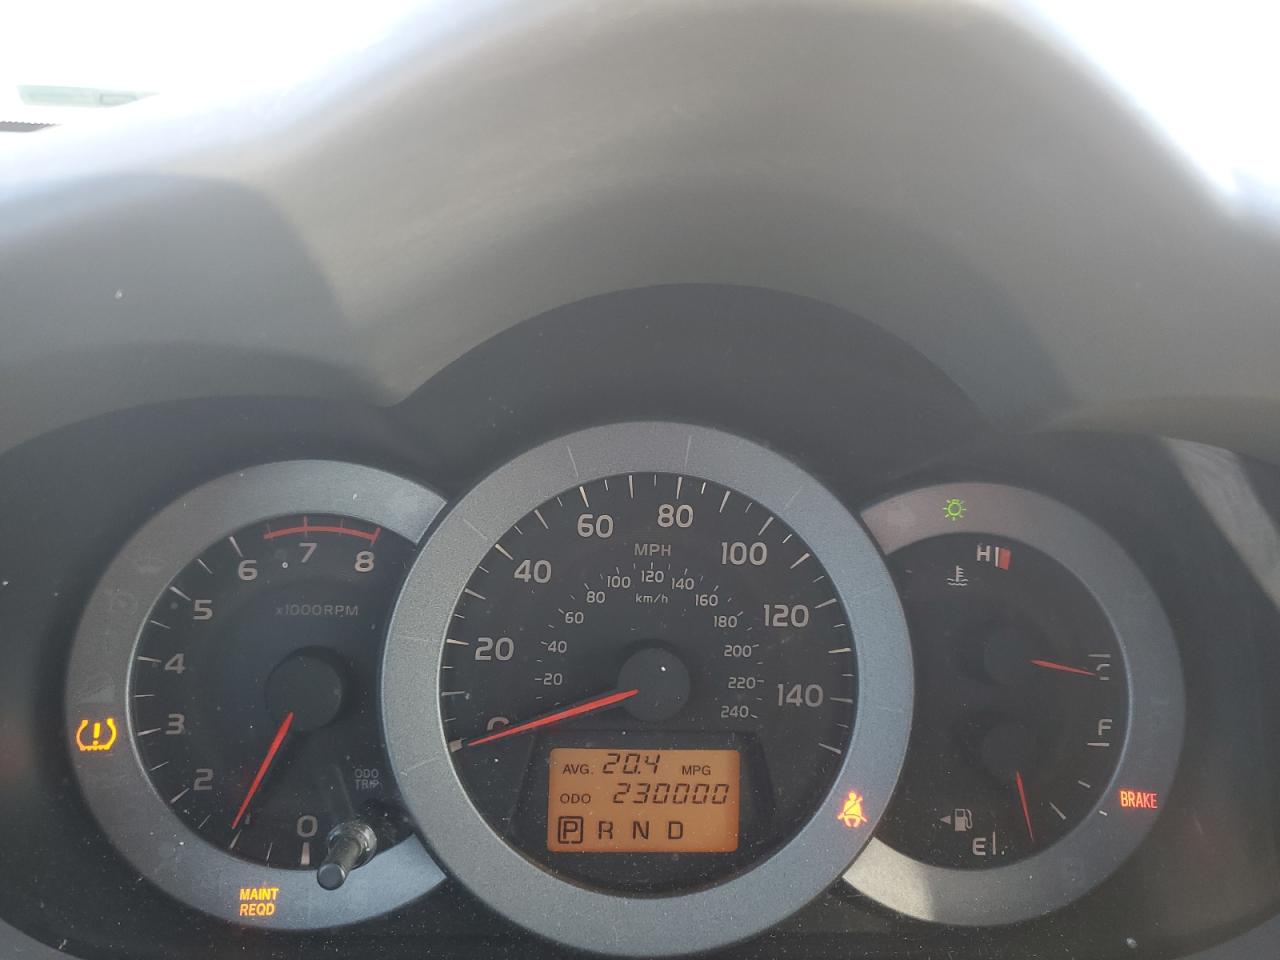 x1000RPM
0
2
3
4
5
6
7
8
ODO
TRIP
MAINT
REQD
MPH
km/h
0
20
40
60
80
100
120
140
20
40
60
80
100
120
140
160
180
200
220
240
AVG. 20.4 MPG
ODO 230000
P R N D
H
C
F
E
BRAKE